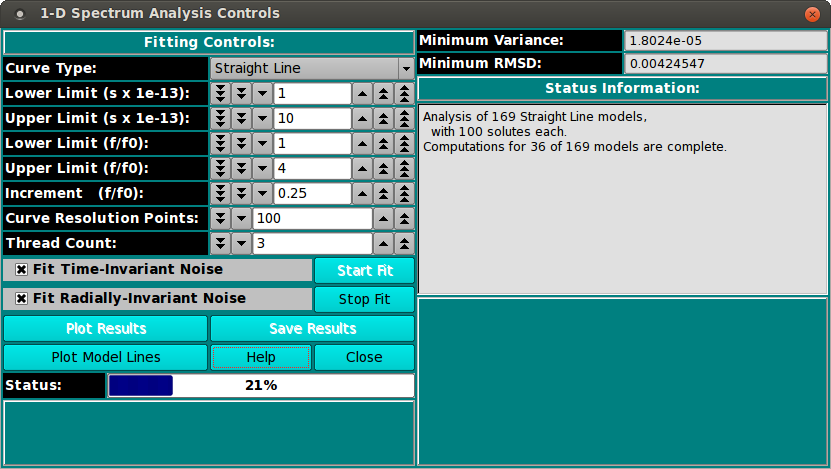 1-D Spectrum Analysis Controls
Fitting Controls:
Curve Type: Straight Line
Lower Limit (s x 1e-13): 1
Upper Limit (s x 1e-13): 10
Lower Limit (f/f0): 1
Upper Limit (f/f0): 4
Increment (f/f0): 0.25
Curve Resolution Points: 100
Thread Count: 3
Fit Time-Invariant Noise Start Fit
Fit Radially-Invariant Noise Stop Fit
Plot Results Save Results
Plot Model Lines Help Close
Status: 21%
Minimum Variance: 1.8024e-05
Minimum RMSD: 0.00424547
Status Information:
Analysis of 169 Straight Line models,
with 100 solutes each.
Computations for 36 of 169 models are complete.